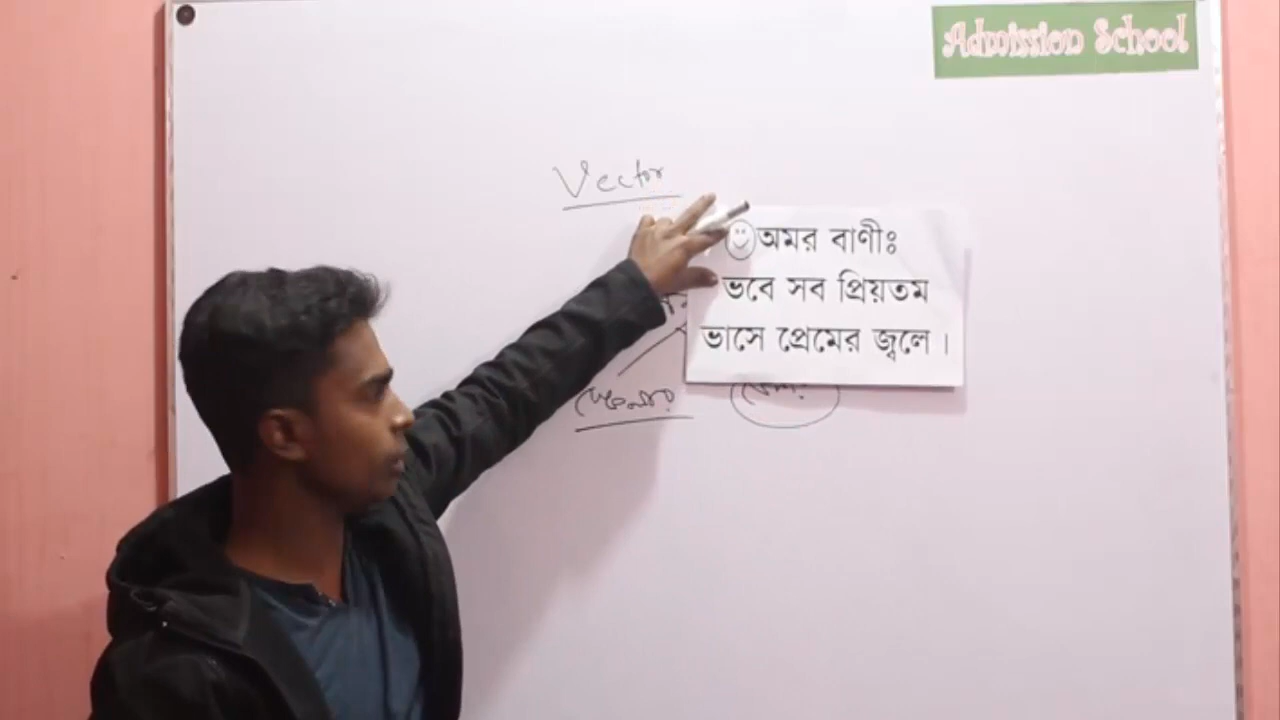 Admission School
Vector
অমর বাণীঃ
ভবে সব প্রিয়তম
ভাসে প্রেমের জ্বলে।
স্কেলার